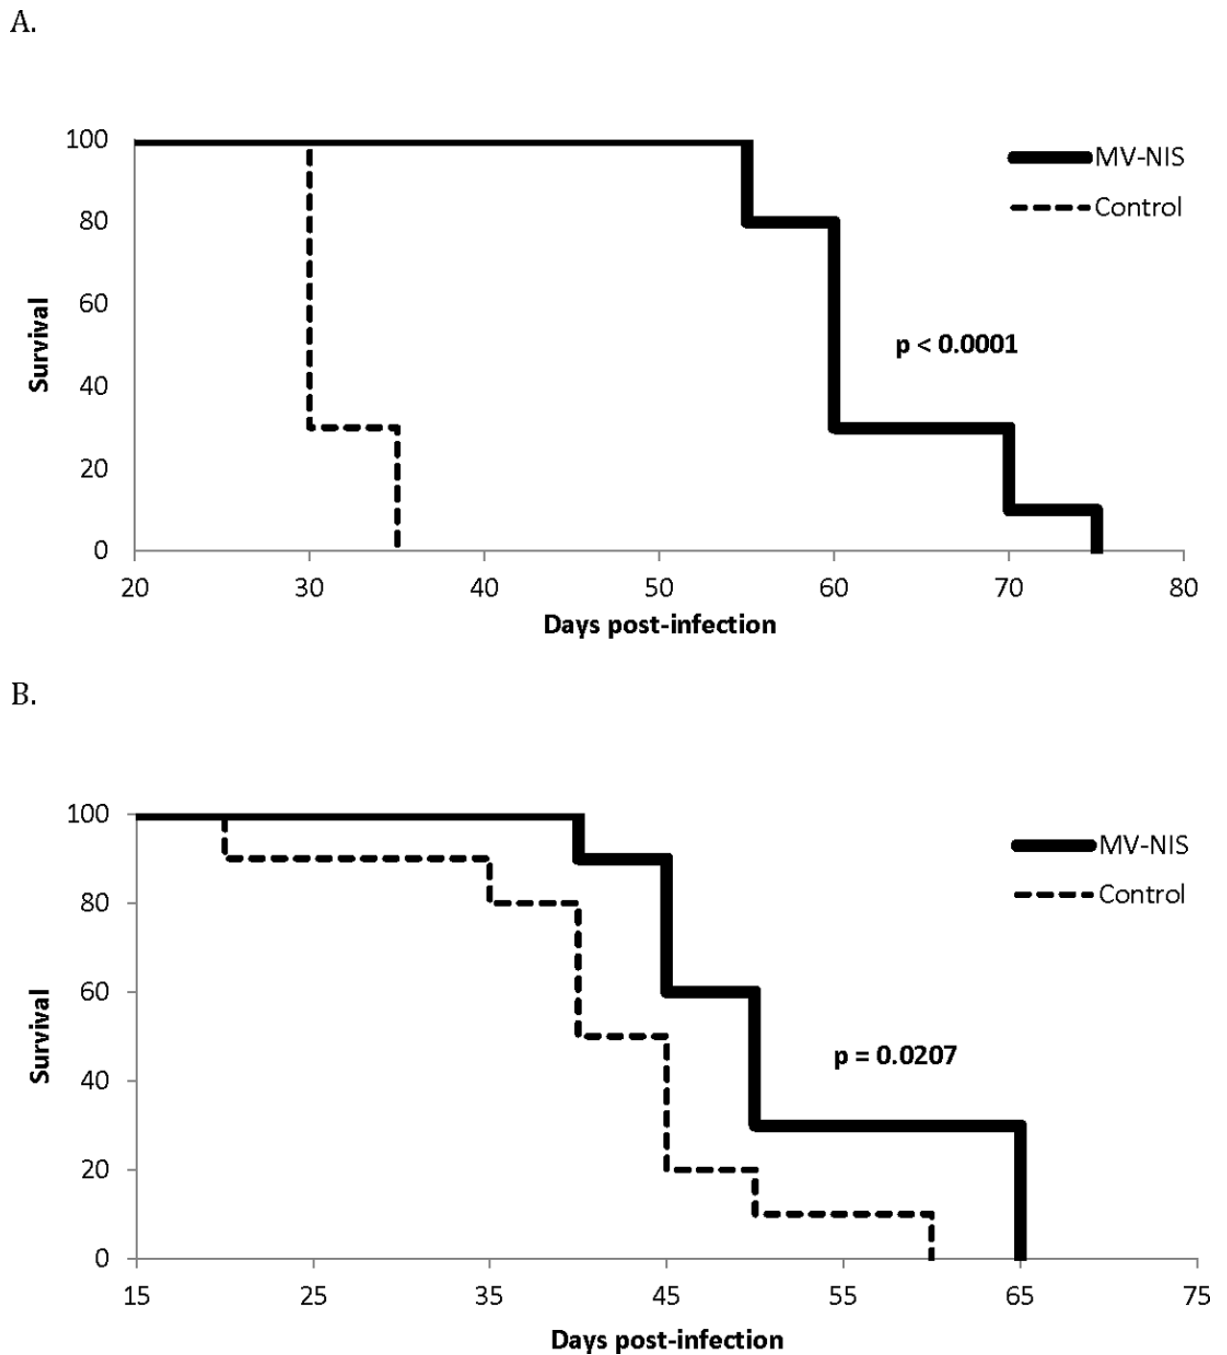 A.
100
80
60
40
20
0
Survival
MV-NIS
Control
p < 0.0001
20 30 40 50 60 70 80
Days post-infection
B.
100
80
60
40
20
0
Survival
MV-NIS
Control
p = 0.0207
15 25 35 45 55 65 75
Days post-infection